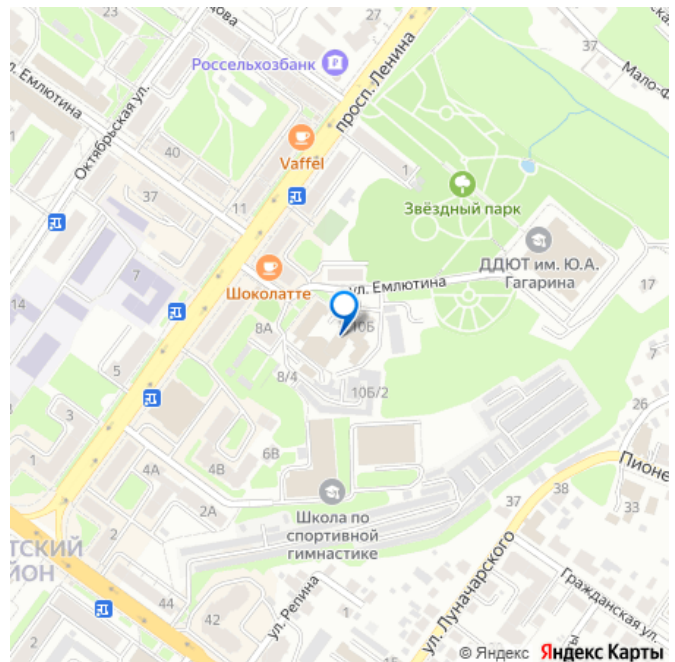 23
27
37
Россельхозбанк
ул. Емлютина
Октябрьская ул.
просп. Ленина
Мало-Ф
40
Vaffel
1
Звёздный парк
37
11
ДДЮТ им. Ю.А.
Гагарина
17
14
7
Шоколатте
ул. Емлютина
8А
10Б
5
8/4
10Б/2
7
3
26
1
4А
4В
6В
2А
Школа по
спортивной
гимнастике
37
38
33
Пионе
2
ТСКИЙ
ЙОН
ул. Луначарского
Гражданская ул.
44
42
ул. Репина
1
2
© Яндекс Яндекс Карты